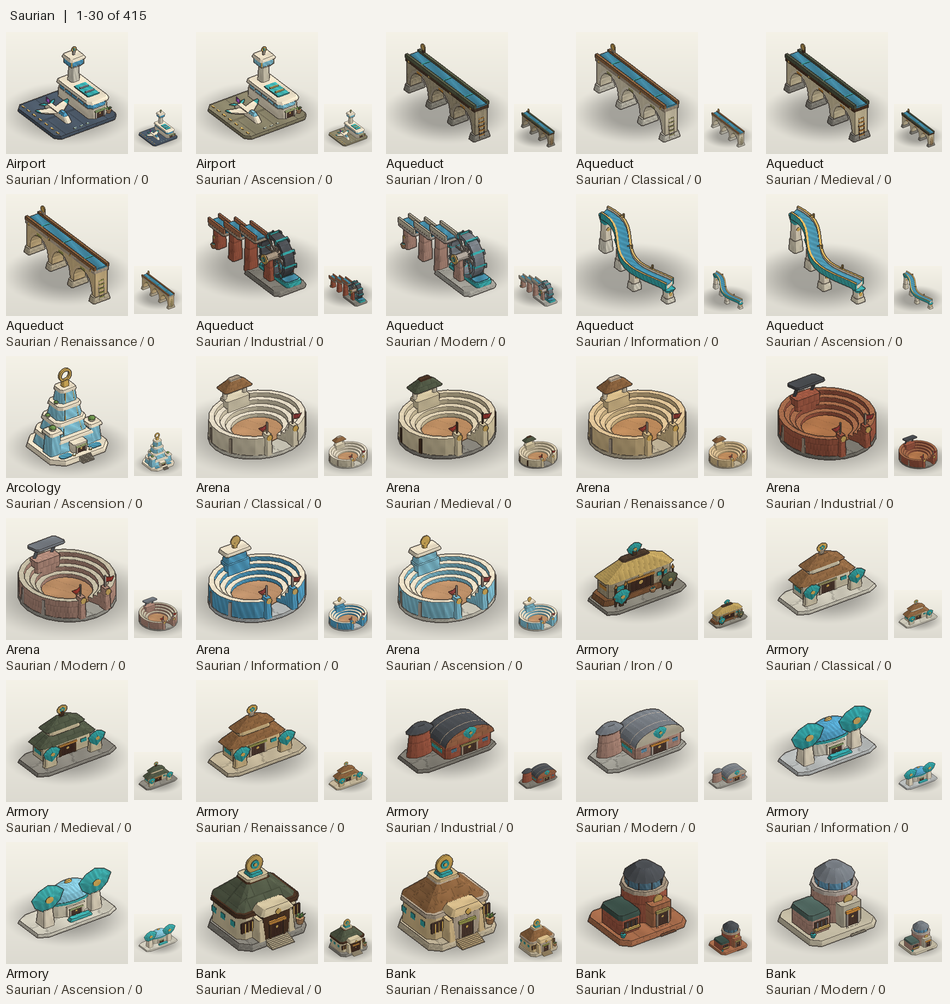 Saurian | 1-30 of 415
Airport
Saurian / Information / 0
Airport
Saurian / Ascension / 0
Aqueduct
Saurian / Iron / 0
Aqueduct
Saurian / Classical / 0
Aqueduct
Saurian / Medieval / 0
Aqueduct
Saurian / Renaissance / 0
Aqueduct
Saurian / Industrial / 0
Aqueduct
Saurian / Modern / 0
Aqueduct
Saurian / Information / 0
Aqueduct
Saurian / Ascension / 0
Arcology
Saurian / Ascension / 0
Arena
Saurian / Classical / 0
Arena
Saurian / Medieval / 0
Arena
Saurian / Renaissance / 0
Arena
Saurian / Industrial / 0
Arena
Saurian / Modern / 0
Arena
Saurian / Information / 0
Arena
Saurian / Ascension / 0
Armory
Saurian / Iron / 0
Armory
Saurian / Classical / 0
Armory
Saurian / Medieval / 0
Armory
Saurian / Renaissance / 0
Armory
Saurian / Industrial / 0
Armory
Saurian / Modern / 0
Armory
Saurian / Information / 0
Armory
Saurian / Ascension / 0
Bank
Saurian / Medieval / 0
Bank
Saurian / Renaissance / 0
Bank
Saurian / Industrial / 0
Bank
Saurian / Modern / 0